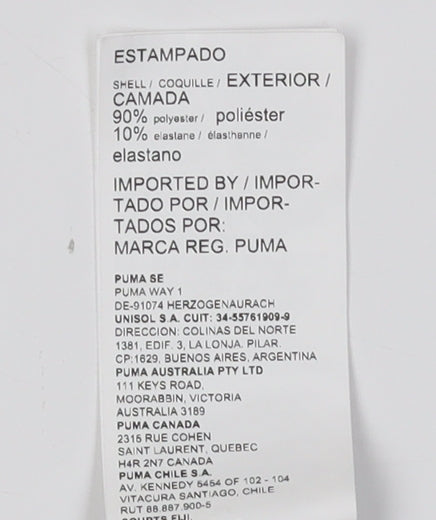 ESTAMPADO
SHELL / COQUILLE / EXTERIOR /
CAMADA
90% polyester / poliéster
10% elastane / élasthanne /
elastano
IMPORTED BY / IMPOR-
TADO POR / IMPOR-
TADOS POR:
MARCA REG. PUMA
PUMA SE
PUMA WAY 1
DE-91074 HERZOGENAURACH
UNISOL S.A. CUIT: 34-55761909-9
DIRECCION: COLINAS DEL NORTE
1381, EDIF. 3, LA LONJA. PILAR.
CP:1629, BUENOS AIRES, ARGENTINA
PUMA AUSTRALIA PTY LTD
111 KEYS ROAD,
MOORABBIN, VICTORIA
AUSTRALIA 3189
PUMA CANADA
2315 RUE COHEN
SAINT LAURENT, QUEBEC
H4R 2N7 CANADA
PUMA CHILE S.A.
AV. KENNEDY 5454 OF 102 - 104
VITACURA SANTIAGO, CHILE
RUT 88.887.900-5